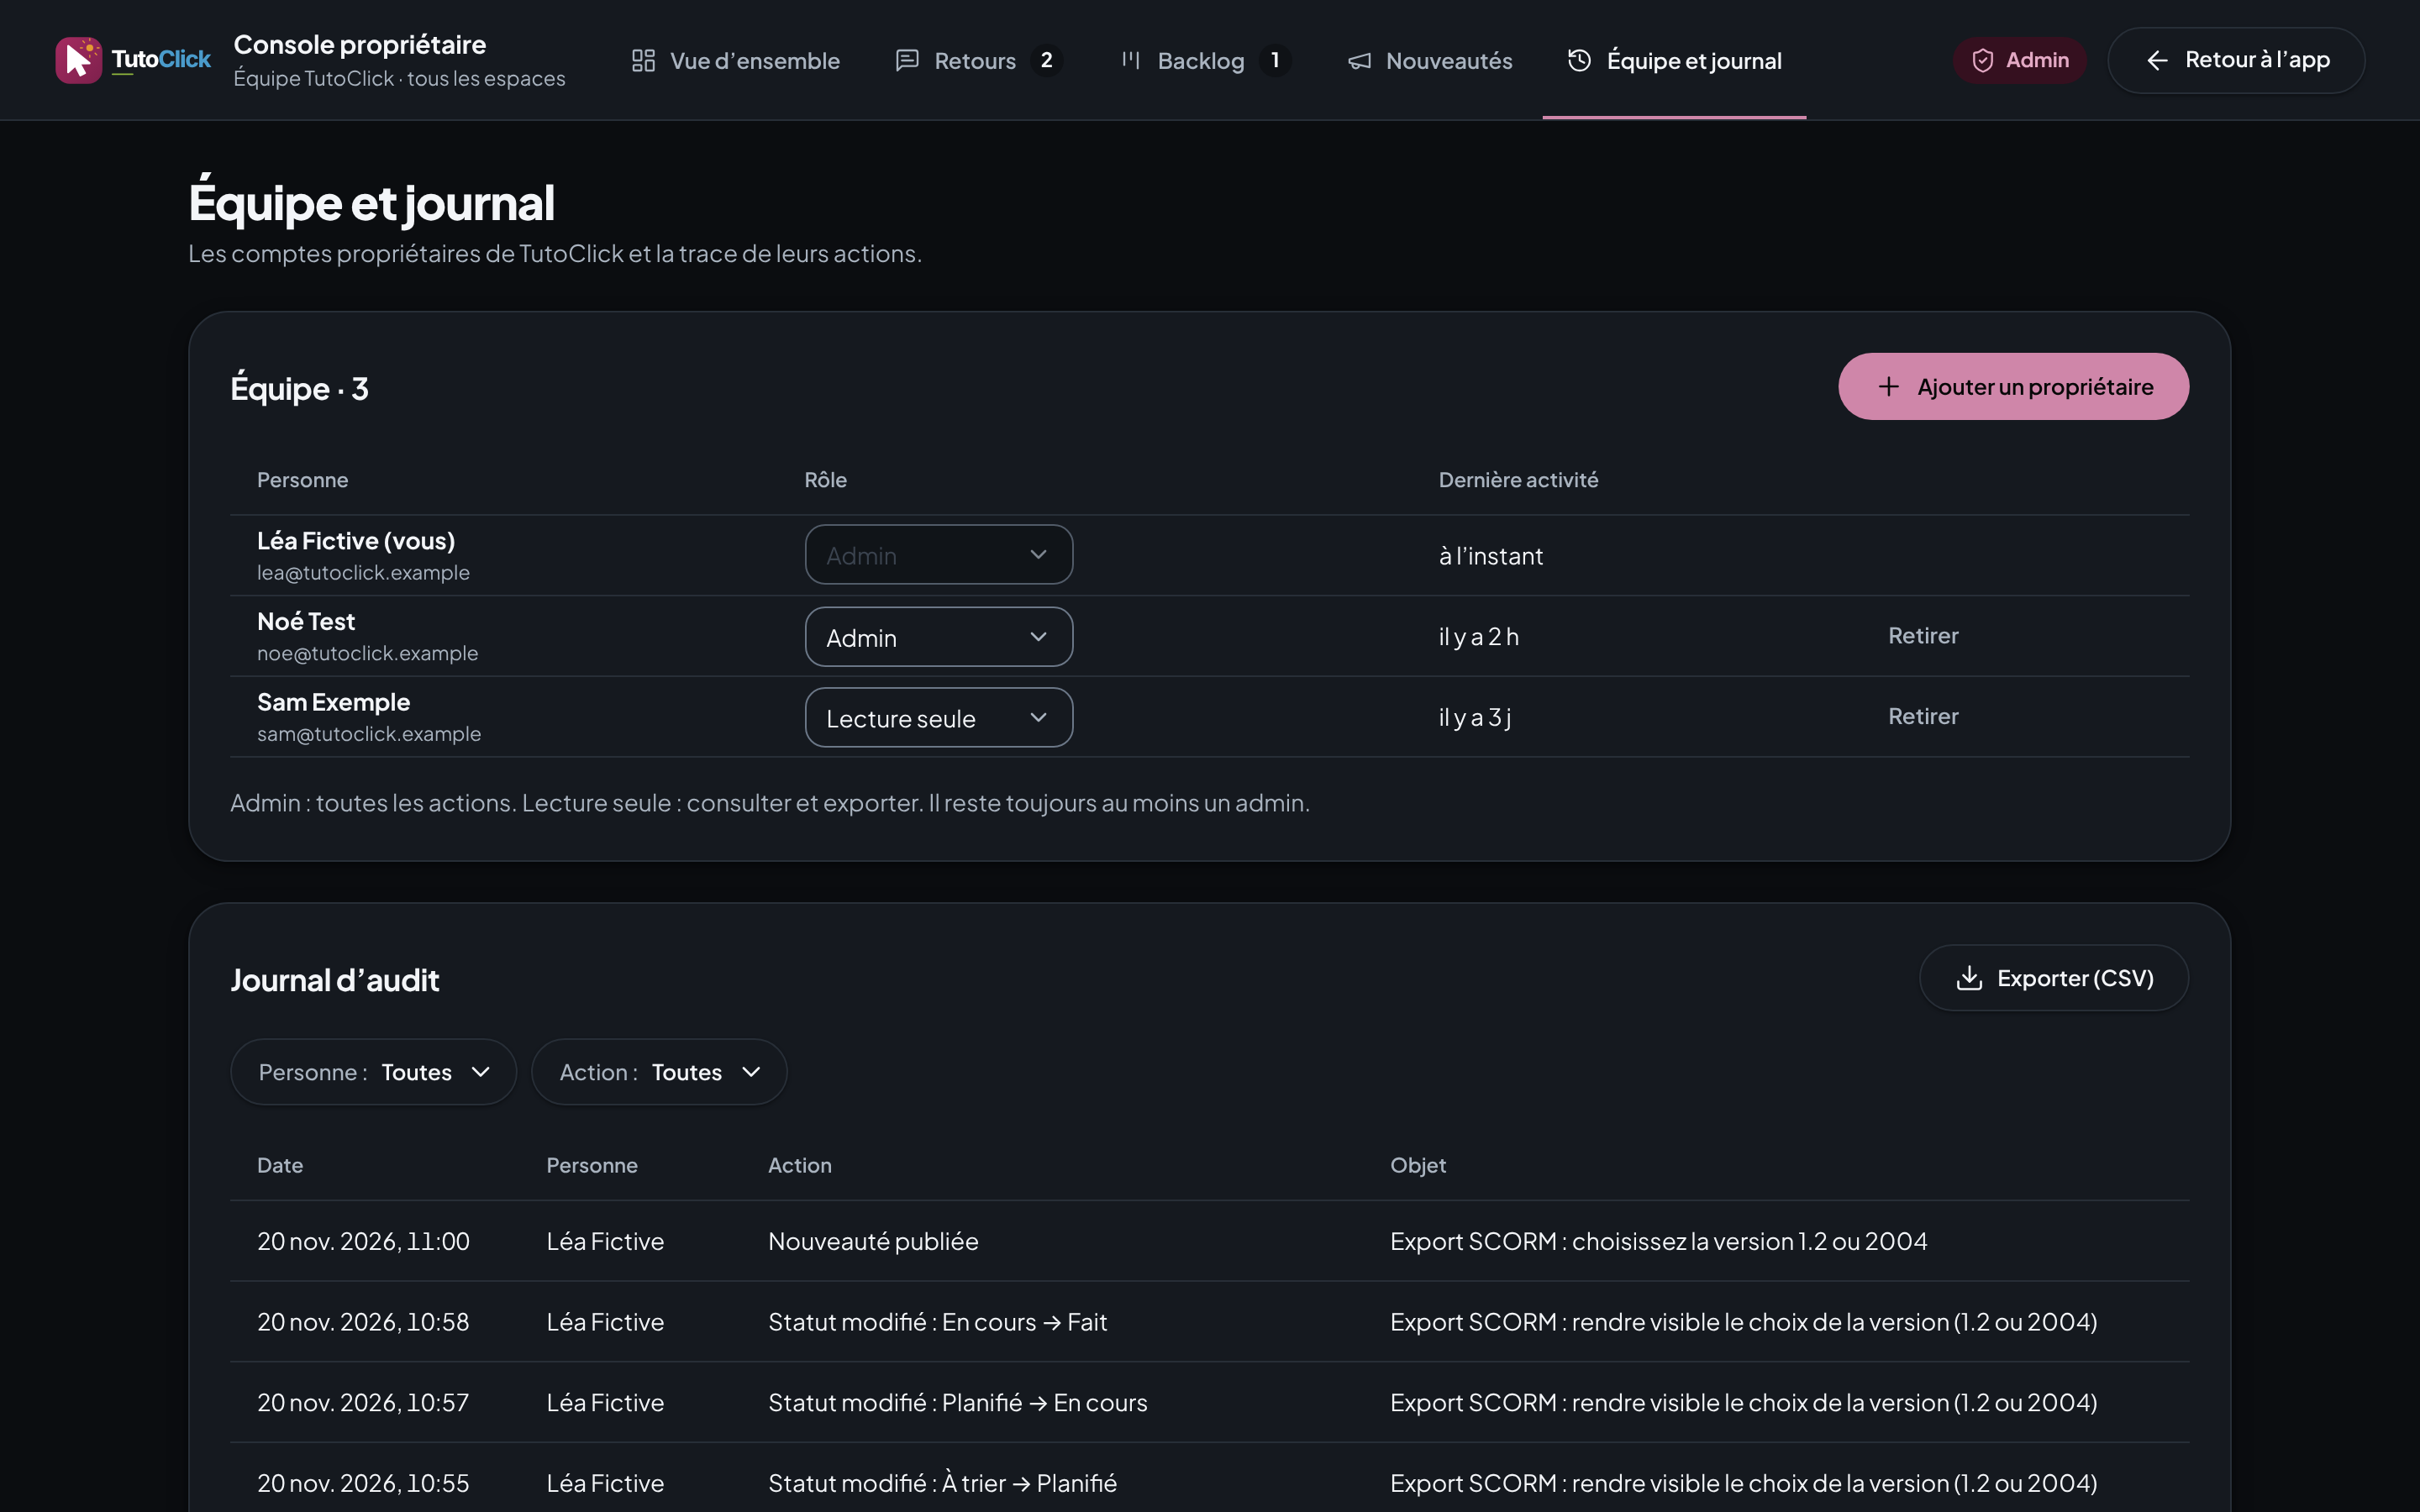 TutoClick
Console propriétaire
Équipe TutoClick · tous les espaces
Vue d’ensemble
Retours 2
Backlog 1
Nouveautés
Équipe et journal
Admin
Retour à l’app
Équipe et journal
Les comptes propriétaires de TutoClick et la trace de leurs actions.
Équipe · 3
Ajouter un propriétaire
Personne Rôle Dernière activité
Léa Fictive (vous)
lea@tutoclick.example
Admin
à l’instant
Noé Test
noe@tutoclick.example
Admin
il y a 2 h
Retirer
Sam Exemple
sam@tutoclick.example
Lecture seule
il y a 3 j
Retirer
Admin : toutes les actions. Lecture seule : consulter et exporter. Il reste toujours au moins un admin.
Journal d’audit
Exporter (CSV)
Personne : Toutes
Action : Toutes
Date Personne Action Objet
20 nov. 2026, 11:00 Léa Fictive Nouveauté publiée Export SCORM : choisissez la version 1.2 ou 2004
20 nov. 2026, 10:58 Léa Fictive Statut modifié : En cours → Fait Export SCORM : rendre visible le choix de la version (1.2 ou 2004)
20 nov. 2026, 10:57 Léa Fictive Statut modifié : Planifié → En cours Export SCORM : rendre visible le choix de la version (1.2 ou 2004)
20 nov. 2026, 10:55 Léa Fictive Statut modifié : À trier → Planifié Export SCORM : rendre visible le choix de la version (1.2 ou 2004)